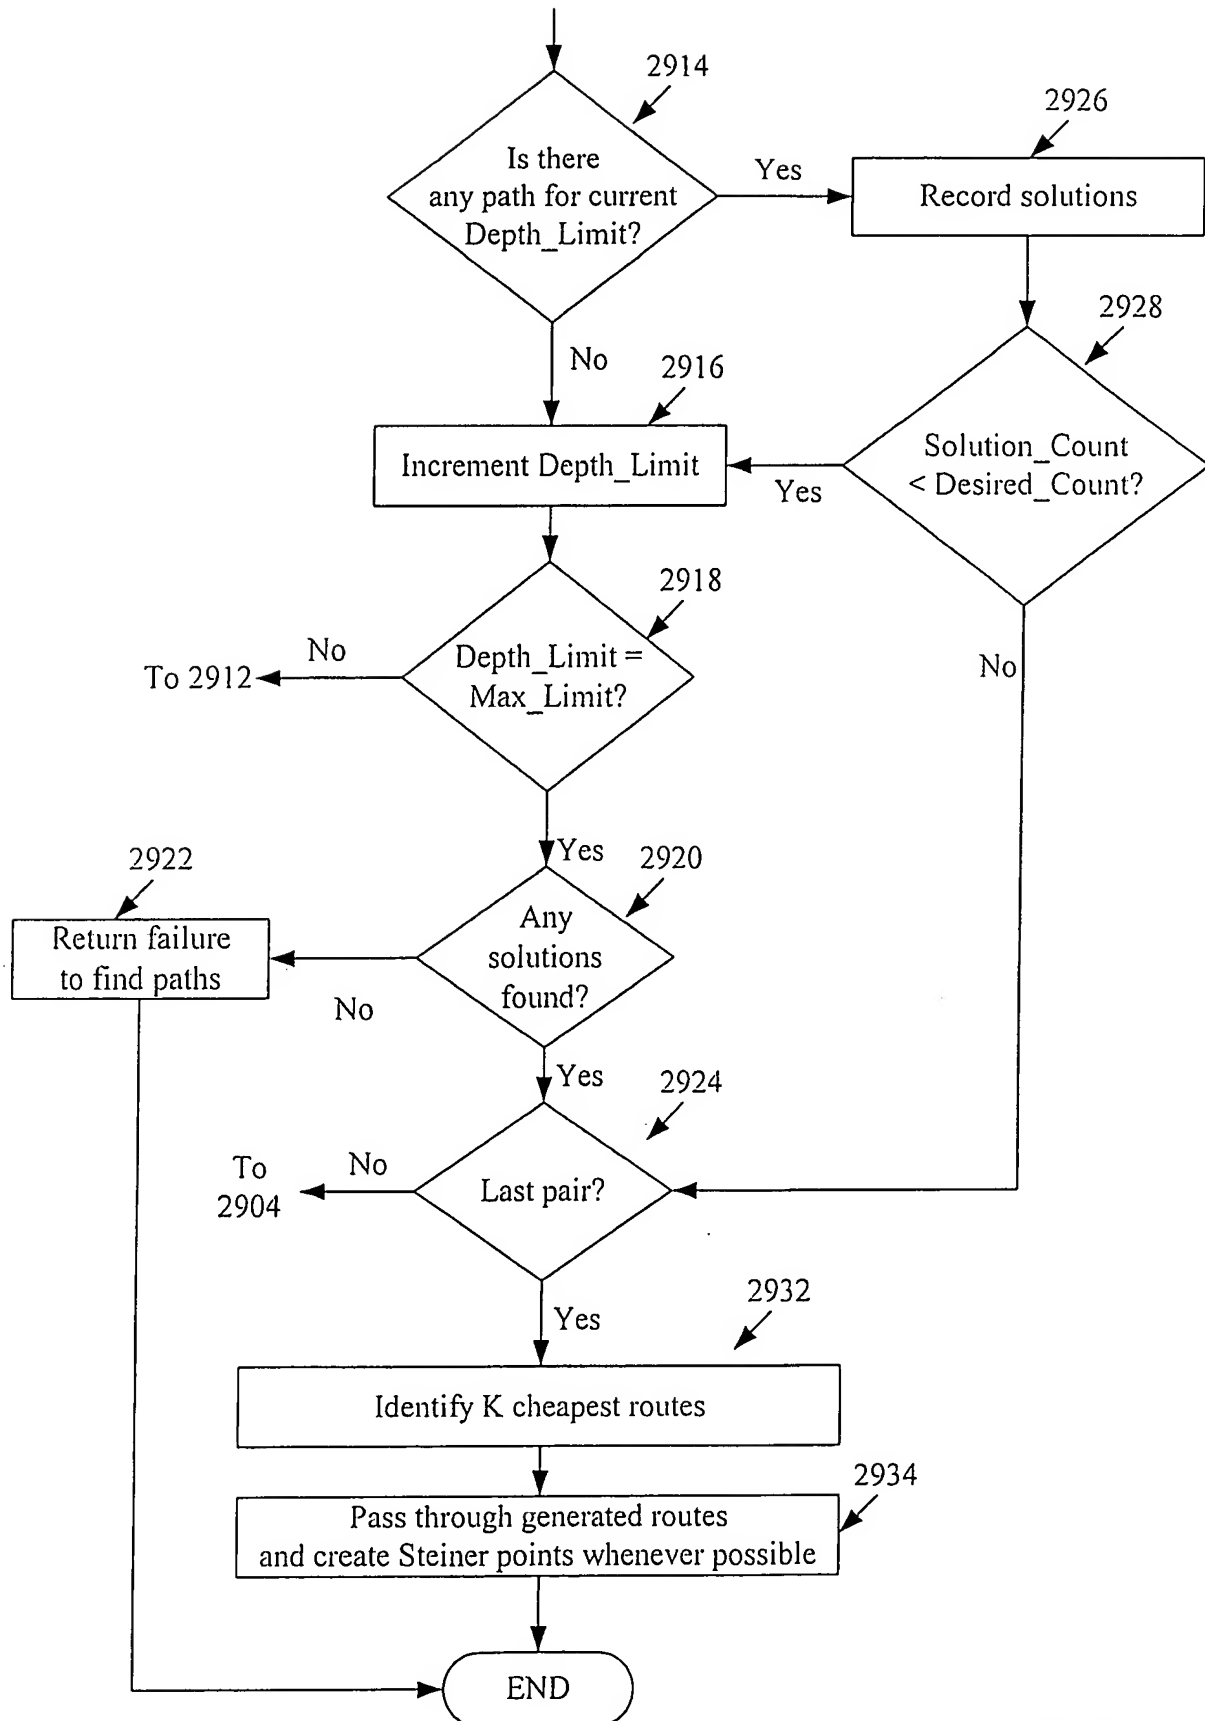 2914
Is there
any path for current
Depth_Limit?
Yes
2926
Record solutions
2928
Solution_Count
< Desired_Count?
Yes
No
No
2916
Increment Depth_Limit
2918
Depth_Limit =
Max_Limit?
No
To 2912
Yes
2920
Any
solutions
found?
No
2922
Return failure
to find paths
Yes
2924
Last pair?
No
To
2904
Yes
2932
Identify K cheapest routes
2934
Pass through generated routes
and create Steiner points whenever possible
END